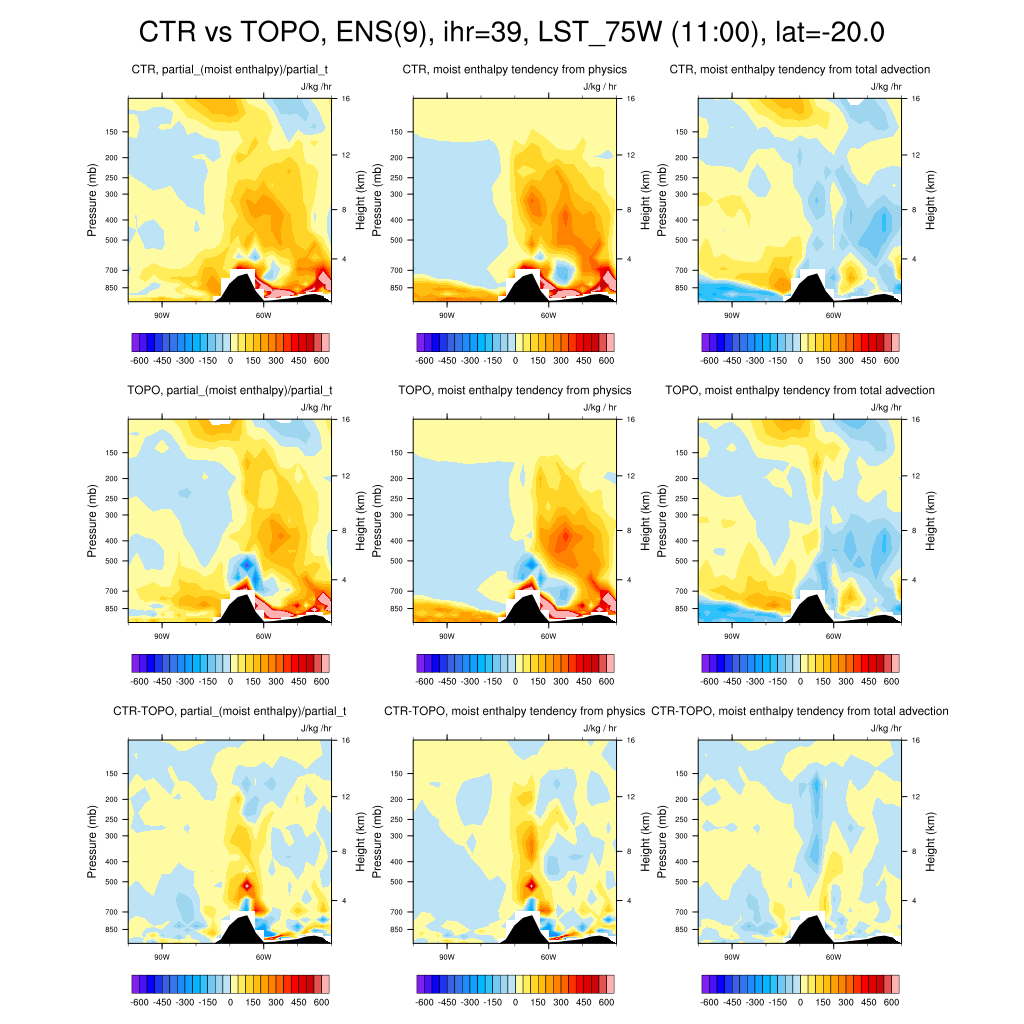 CTR vs TOPO, ENS(9), ihr=39, LST_75W (11:00), lat=-20.0
CTR, partial_(moist enthalpy)/partial_t
CTR, moist enthalpy tendency from physics
CTR, moist enthalpy tendency from total advection
J/kg /hr
J/kg /hr
J/kg /hr
Pressure (mb)
150
200
250
300
400
500
700
850
16
12
8
4
Height (km)
90W
60W
Pressure (mb)
150
200
250
300
400
500
700
850
16
12
8
4
Height (km)
90W
60W
Pressure (mb)
150
200
250
300
400
500
700
850
16
12
8
4
Height (km)
90W
60W
-600 -450 -300 -150 0 150 300 450 600
-600 -450 -300 -150 0 150 300 450 600
-600 -450 -300 -150 0 150 300 450 600
TOPO, partial_(moist enthalpy)/partial_t
TOPO, moist enthalpy tendency from physics
TOPO, moist enthalpy tendency from total advection
J/kg /hr
J/kg /hr
J/kg /hr
Pressure (mb)
150
200
250
300
400
500
700
850
16
12
8
4
Height (km)
90W
60W
Pressure (mb)
150
200
250
300
400
500
700
850
16
12
8
4
Height (km)
90W
60W
Pressure (mb)
150
200
250
300
400
500
700
850
16
12
8
4
Height (km)
90W
60W
-600 -450 -300 -150 0 150 300 450 600
-600 -450 -300 -150 0 150 300 450 600
-600 -450 -300 -150 0 150 300 450 600
CTR-TOPO, partial_(moist enthalpy)/partial_t
CTR-TOPO, moist enthalpy tendency from physics
CTR-TOPO, moist enthalpy tendency from total advection
J/kg /hr
J/kg /hr
J/kg /hr
Pressure (mb)
150
200
250
300
400
500
700
850
16
12
8
4
Height (km)
90W
60W
Pressure (mb)
150
200
250
300
400
500
700
850
16
12
8
4
Height (km)
90W
60W
Pressure (mb)
150
200
250
300
400
500
700
850
16
12
8
4
Height (km)
90W
60W
-600 -450 -300 -150 0 150 300 450 600
-600 -450 -300 -150 0 150 300 450 600
-600 -450 -300 -150 0 150 300 450 600